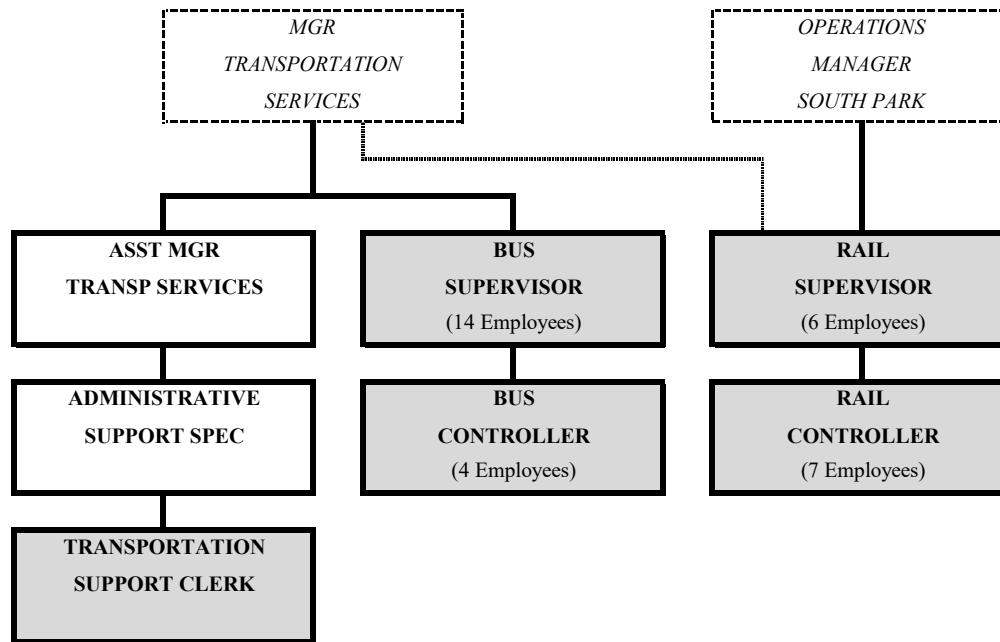 MGR
TRANSPORTATION
SERVICES
OPERATIONS
MANAGER
SOUTH PARK
ASST MGR
TRANSP SERVICES
BUS
SUPERVISOR
(14 Employees)
RAIL
SUPERVISOR
(6 Employees)
ADMINISTRATIVE
SUPPORT SPEC
BUS
CONTROLLER
(4 Employees)
RAIL
CONTROLLER
(7 Employees)
TRANSPORTATION
SUPPORT CLERK